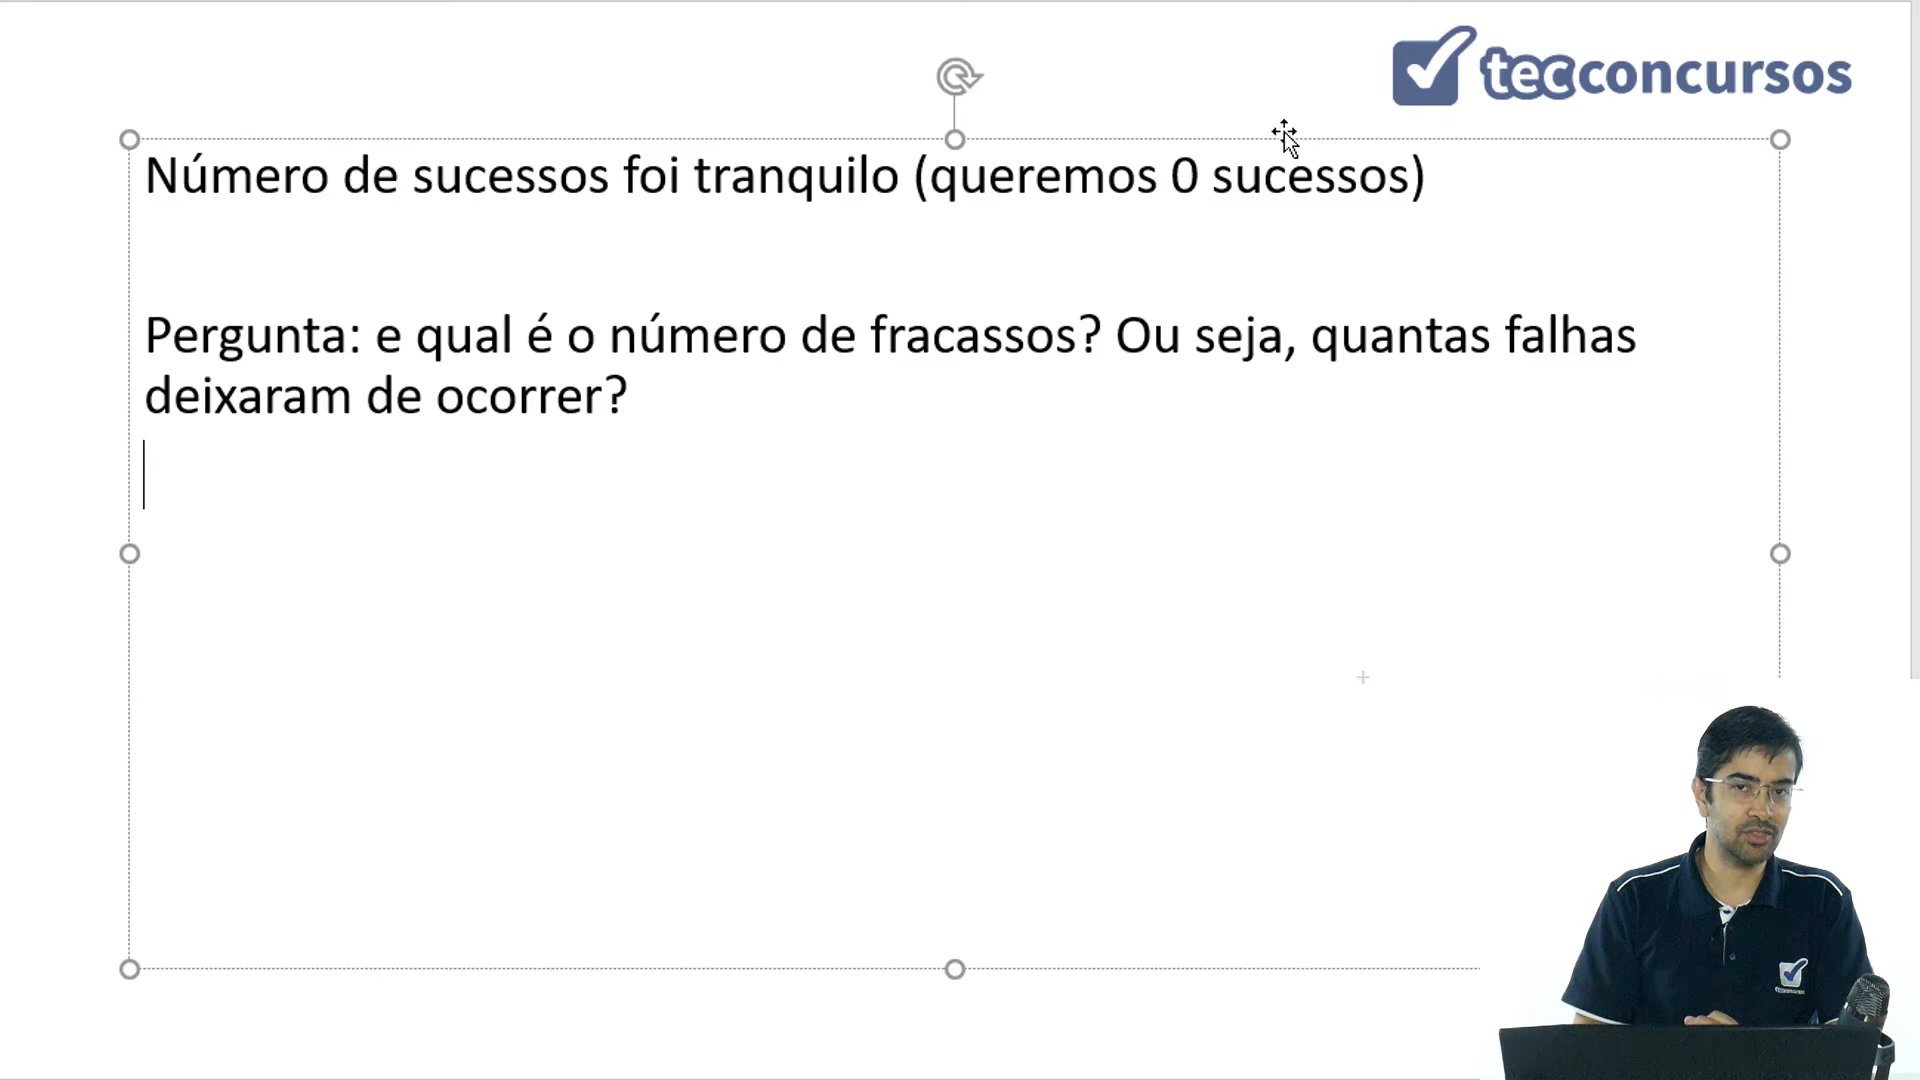 tecconcursos
Número de sucessos foi tranquilo (queremos 0 sucessos)
Pergunta: e qual é o número de fracassos? Ou seja, quantas falhas
deixaram de ocorrer?